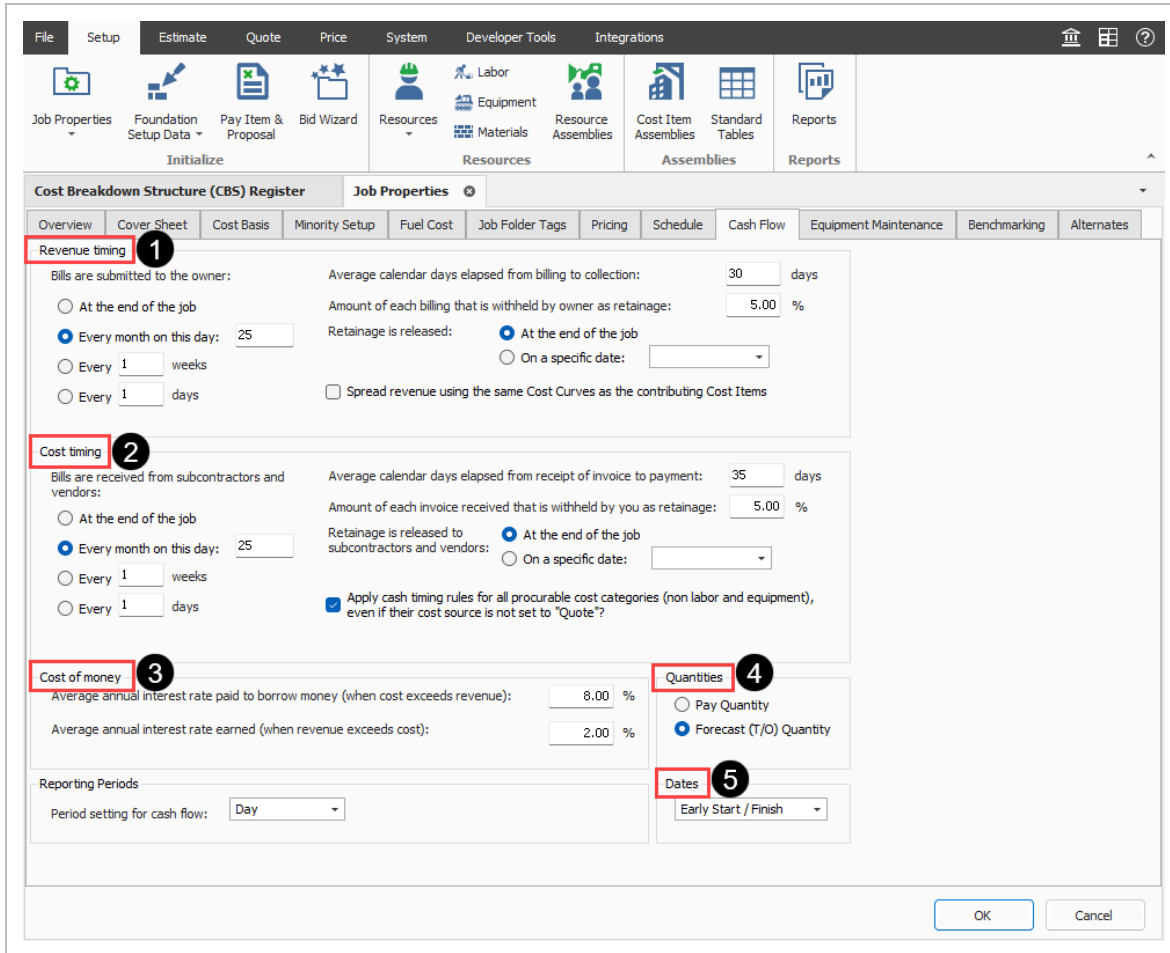 File Setup Estimate Quote Price System Developer Tools Integrations
Job Properties
Foundation Setup Data
Pay Item & Proposal
Bid Wizard
Initialize
Resources
Labor
Equipment
Materials
Resource Assemblies
Resources
Cost Item Assemblies
Standard Tables
Assemblies
Reports
Reports
Cost Breakdown Structure (CBS) Register Job Properties
Overview Cover Sheet Cost Basis Minority Setup Fuel Cost Job Folder Tags Pricing Schedule Cash Flow Equipment Maintenance Benchmarking Alternates
Revenue timing 1
Bills are submitted to the owner:
At the end of the job
Every month on this day: 25
Every 1 weeks
Every 1 days
Average calendar days elapsed from billing to collection: 30 days
Amount of each billing that is withheld by owner as retainage: 5.00 %
Retainage is released: At the end of the job
On a specific date:
Spread revenue using the same Cost Curves as the contributing Cost Items
Cost timing 2
Bills are received from subcontractors and
vendors:
At the end of the job
Every month on this day: 25
Every 1 weeks
Every 1 days
Average calendar days elapsed from receipt of invoice to payment: 35 days
Amount of each invoice received that is withheld by you as retainage: 5.00 %
Retainage is released to
subcontractors and vendors:
At the end of the job
On a specific date:
Apply cash timing rules for all procurable cost categories (non labor and equipment),
even if their cost source is not set to "Quote"?
Cost of money 3
Average annual interest rate paid to borrow money (when cost exceeds revenue): 8.00 %
Average annual interest rate earned (when revenue exceeds cost): 2.00 %
Quantities 4
Pay Quantity
Forecast (T/O) Quantity
Reporting Periods
Period setting for cash flow: Day
Dates 5
Early Start / Finish
OK Cancel